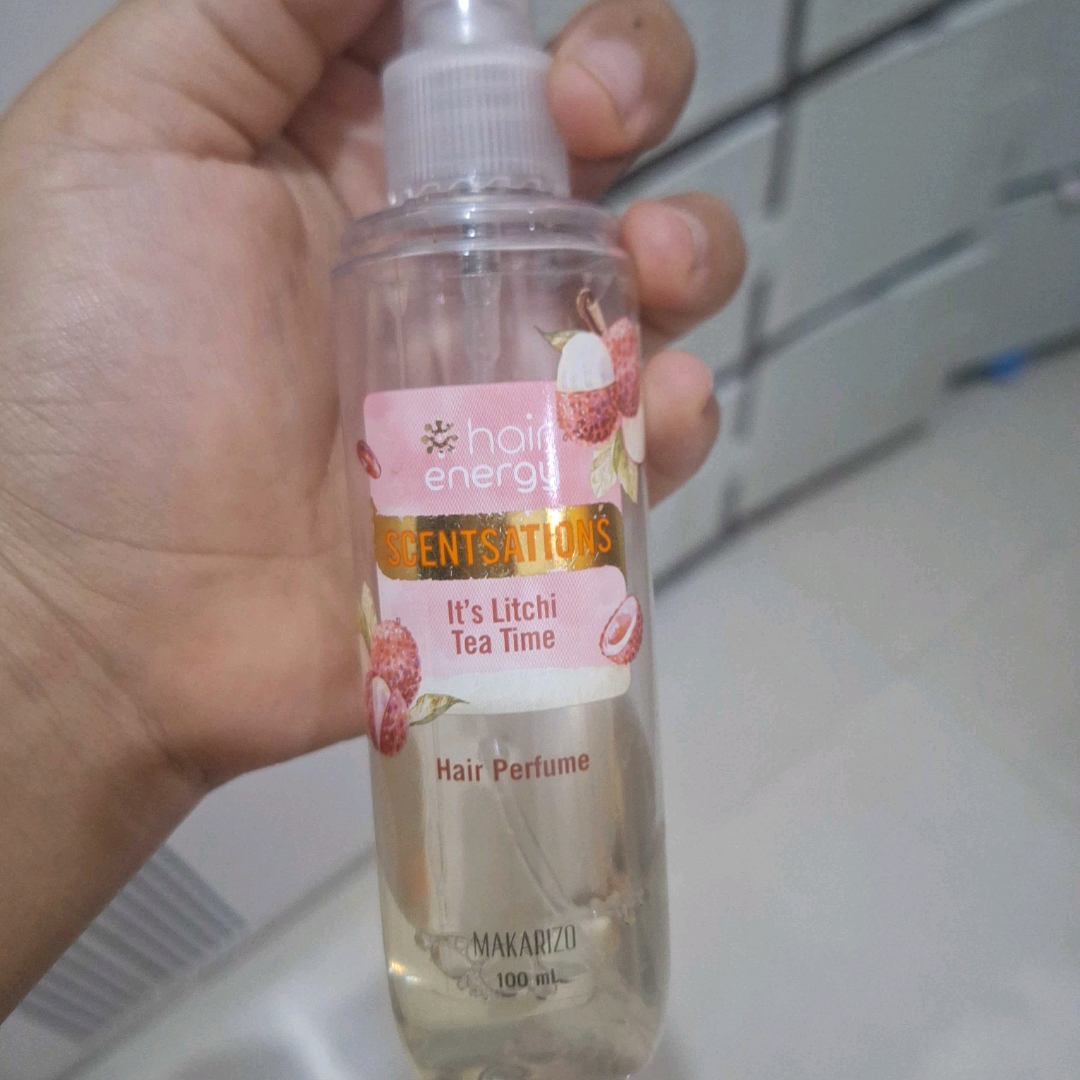 hair
energy
SCENTSATIONS
It's Litchi
Tea Time
Hair Perfume
MAKARIZO
100 mL